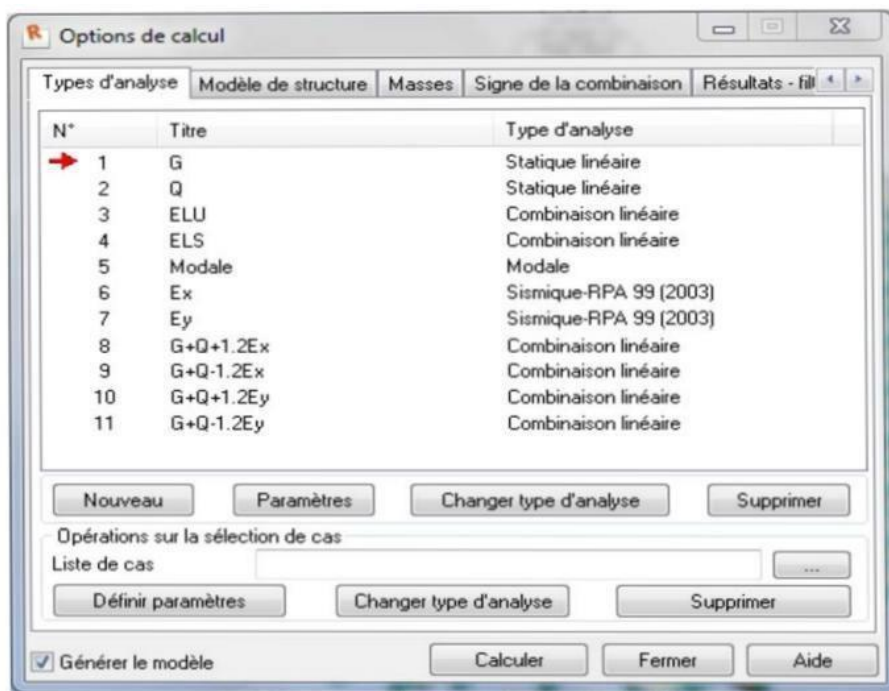 Options de calcul
Types d'analyse Modèle de structure Masses Signe de la combinaison Résultats - fil
N° Titre Type d'analyse
1 G Statique linéaire
2 Q Statique linéaire
3 ELU Combinaison linéaire
4 ELS Combinaison linéaire
5 Modale Modale
6 Ex Sismique-RPA 99 (2003)
7 Ey Sismique-RPA 99 (2003)
8 G+Q+1.2Ex Combinaison linéaire
9 G+Q-1.2Ex Combinaison linéaire
10 G+Q+1.2Ey Combinaison linéaire
11 G+Q-1.2Ey Combinaison linéaire
Nouveau Paramètres Changer type d'analyse Supprimer
Opérations sur la sélection de cas
Liste de cas ...
Définir paramètres Changer type d'analyse Supprimer
Générer le modèle Calculer Fermer Aide